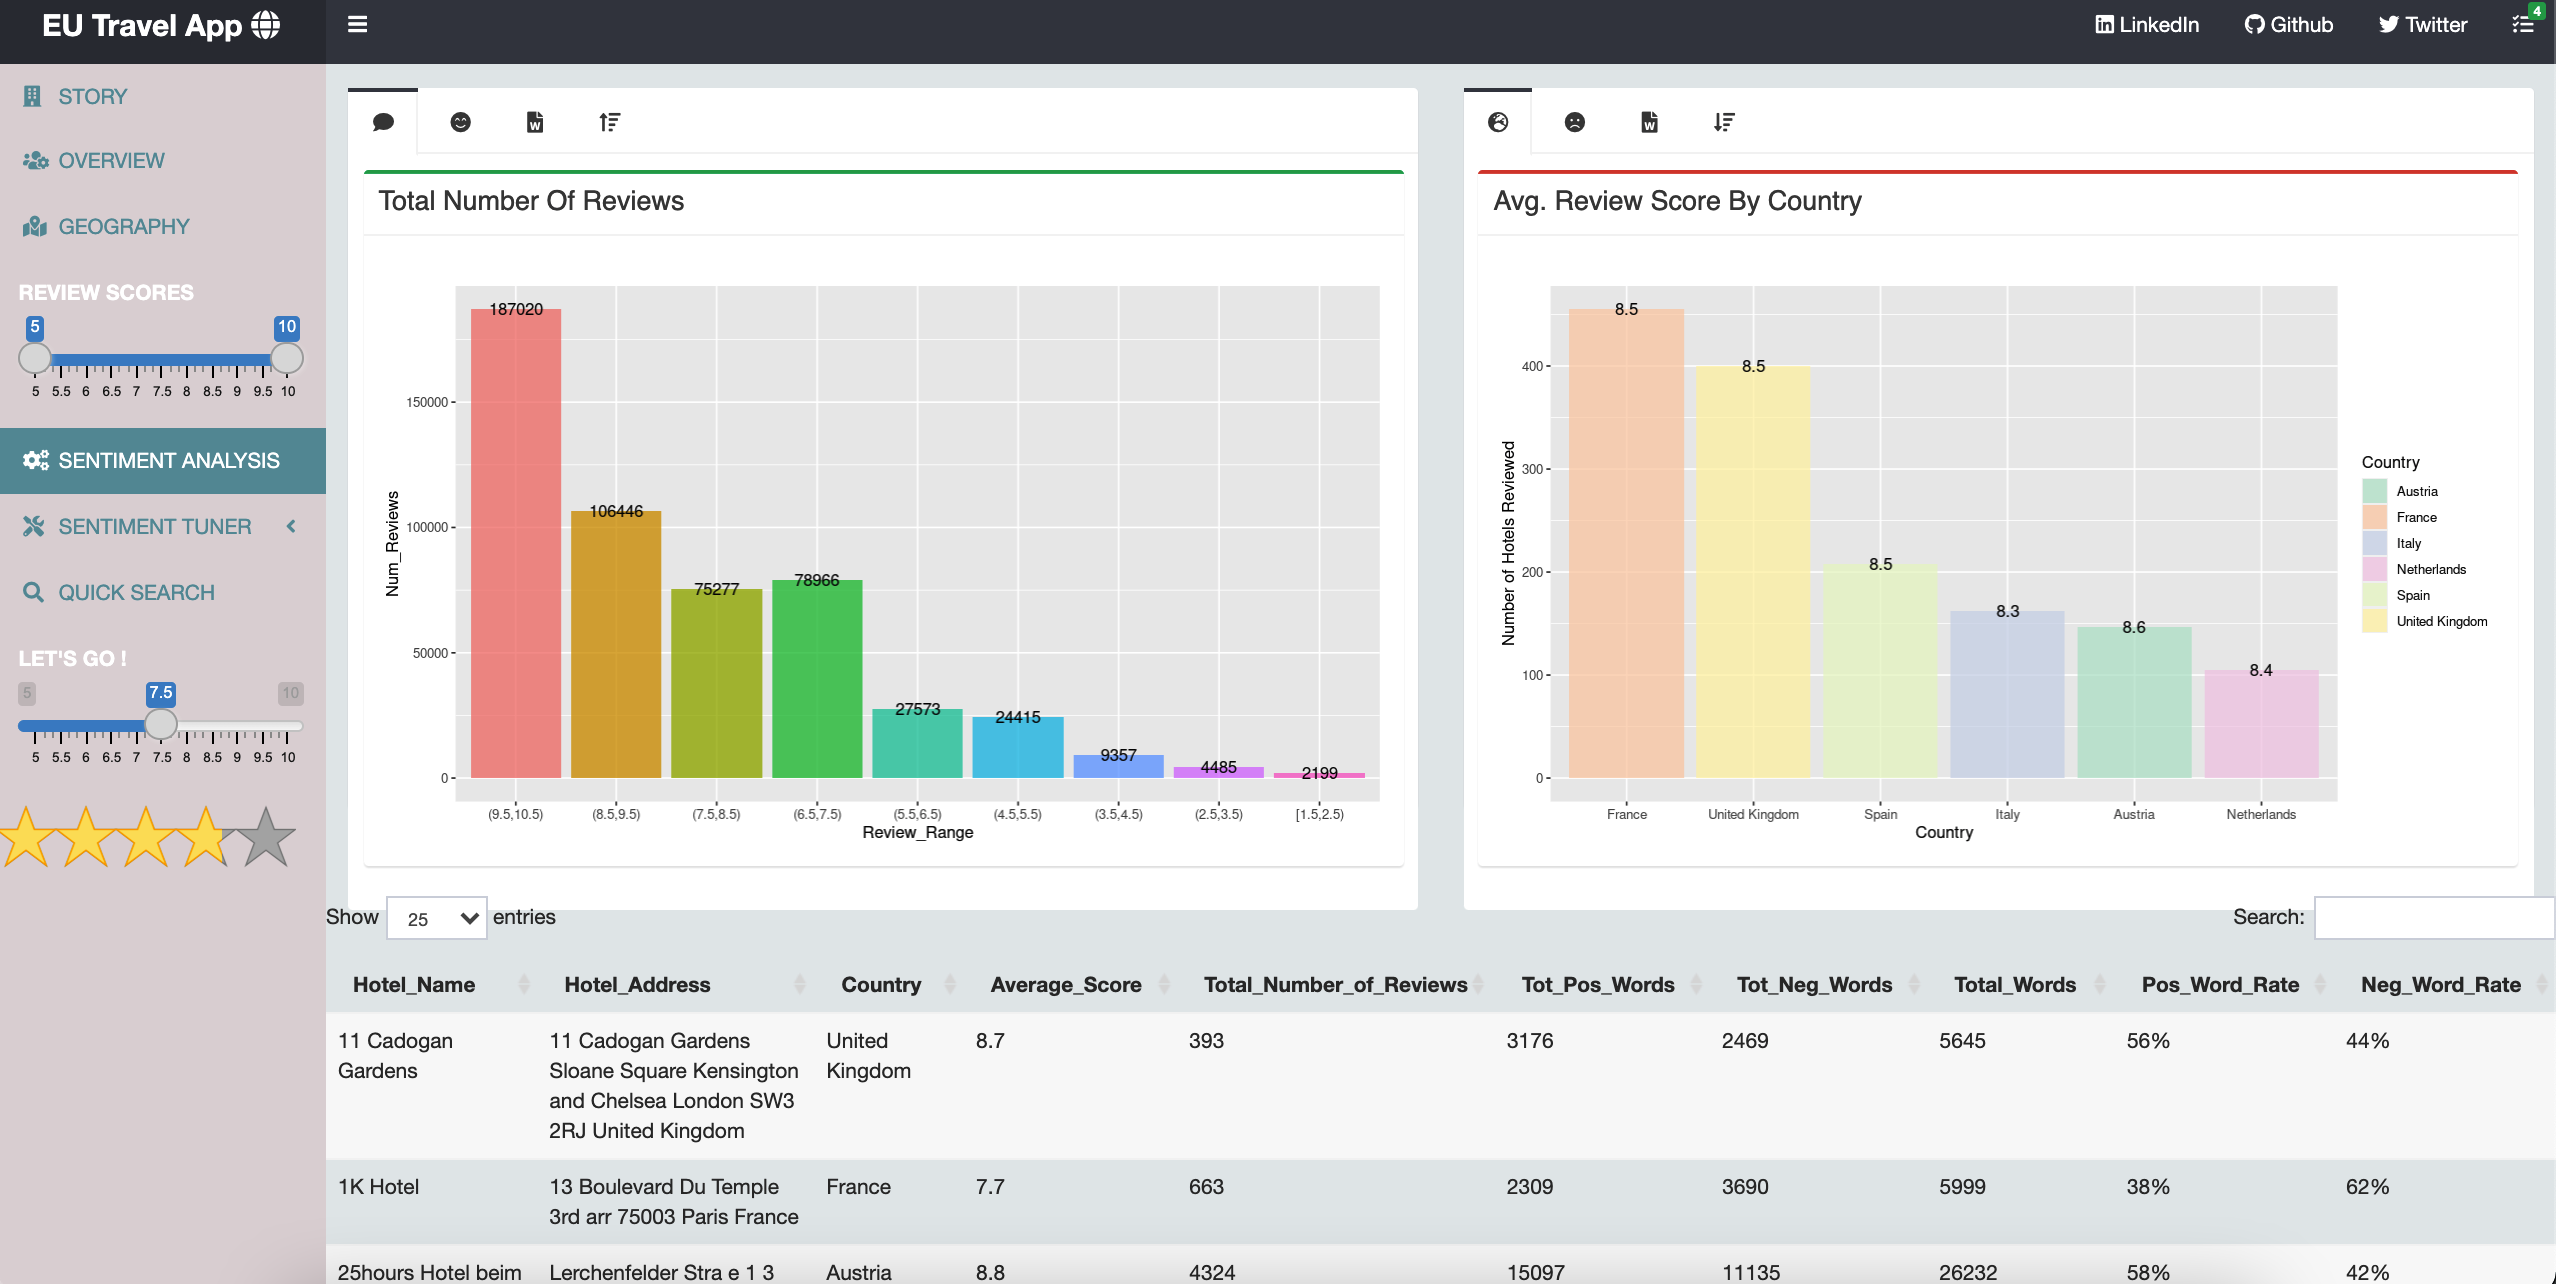 EU Travel App
LinkedIn
Github
Twitter
4
STORY
OVERVIEW
GEOGRAPHY
REVIEW SCORES
5 10
5 5.5 6 6.5 7 7.5 8 8.5 9 9.5 10
SENTIMENT ANALYSIS
SENTIMENT TUNER
QUICK SEARCH
LET'S GO !
5 7.5 10
5 5.5 6 6.5 7 7.5 8 8.5 9 9.5 10
W
Total Number Of Reviews
Num_Reviews
150000
100000
50000
0
187020
106446
75277
78966
27573
24415
9357
4485
2199
(9.5,10.5) (8.5,9.5) (7.5,8.5) (6.5,7.5) (5.5,6.5) (4.5,5.5) (3.5,4.5) (2.5,3.5) [1.5,2.5)
Review_Range
W
Avg. Review Score By Country
Number of Hotels Reviewed
400
300
200
100
0
8.5
8.5
8.5
8.3
8.6
8.4
France United Kingdom Spain Italy Austria Netherlands
Country
Country
Austria
France
Italy
Netherlands
Spain
United Kingdom
Show 25 entries
Search:
Hotel_Name Hotel_Address Country Average_Score Total_Number_of_Reviews Tot_Pos_Words Tot_Neg_Words Total_Words Pos_Word_Rate Neg_Word_Rate
11 Cadogan 11 Cadogan Gardens United 8.7 393 3176 2469 5645 56% 44%
Gardens Sloane Square Kensington Kingdom
and Chelsea London SW3
2RJ United Kingdom
1K Hotel 13 Boulevard Du Temple France 7.7 663 2309 3690 5999 38% 62%
3rd arr 75003 Paris France
25hours Hotel beim Lerchenfelder Stra e 1 3 Austria 8.8 4324 15097 11135 26232 58% 42%